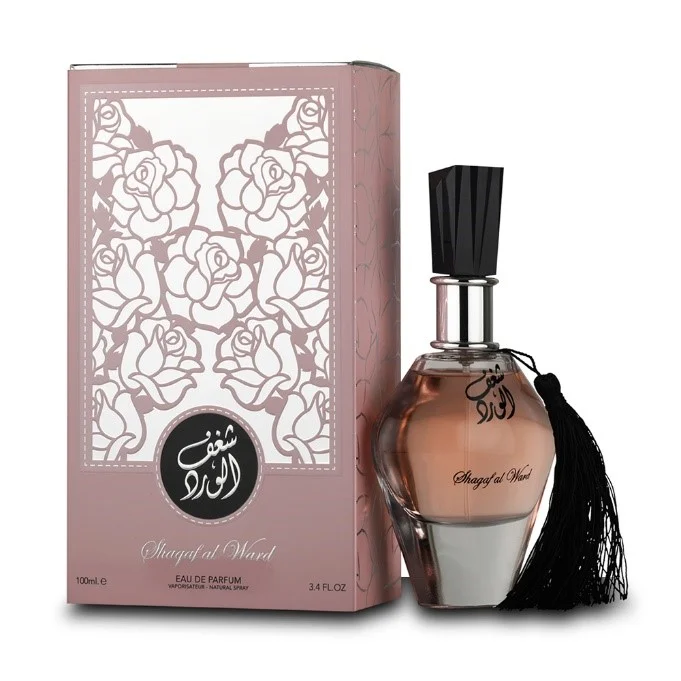 شغف
الورد
Shagaf al Ward
100ml. e
EAU DE PARFUM
VAPORISATEUR - NATURAL SPRAY
3.4 FL.OZ
شغف
الورد
Shagaf al Ward